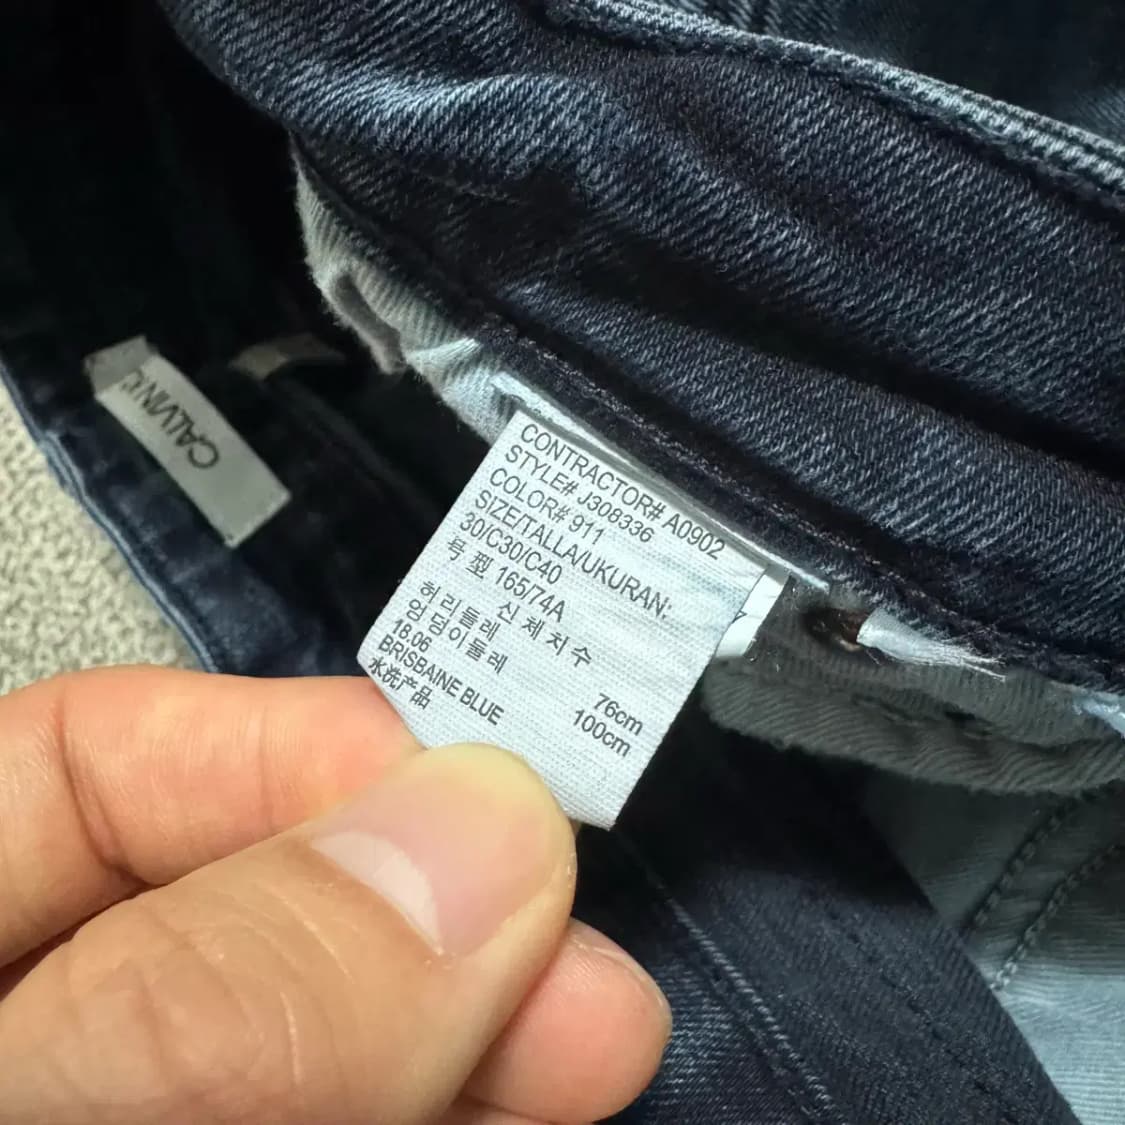 CONTRACTOR# A0902
STYLE# J308336
COLOR# 911
SIZE/TALLA/UKURAN:
30/C30/C40
号型 165/74A
신체치수
허리둘레 76cm
엉덩이둘레 100cm
18.06
BRISBAINE BLUE
水洗产品
CALVIN